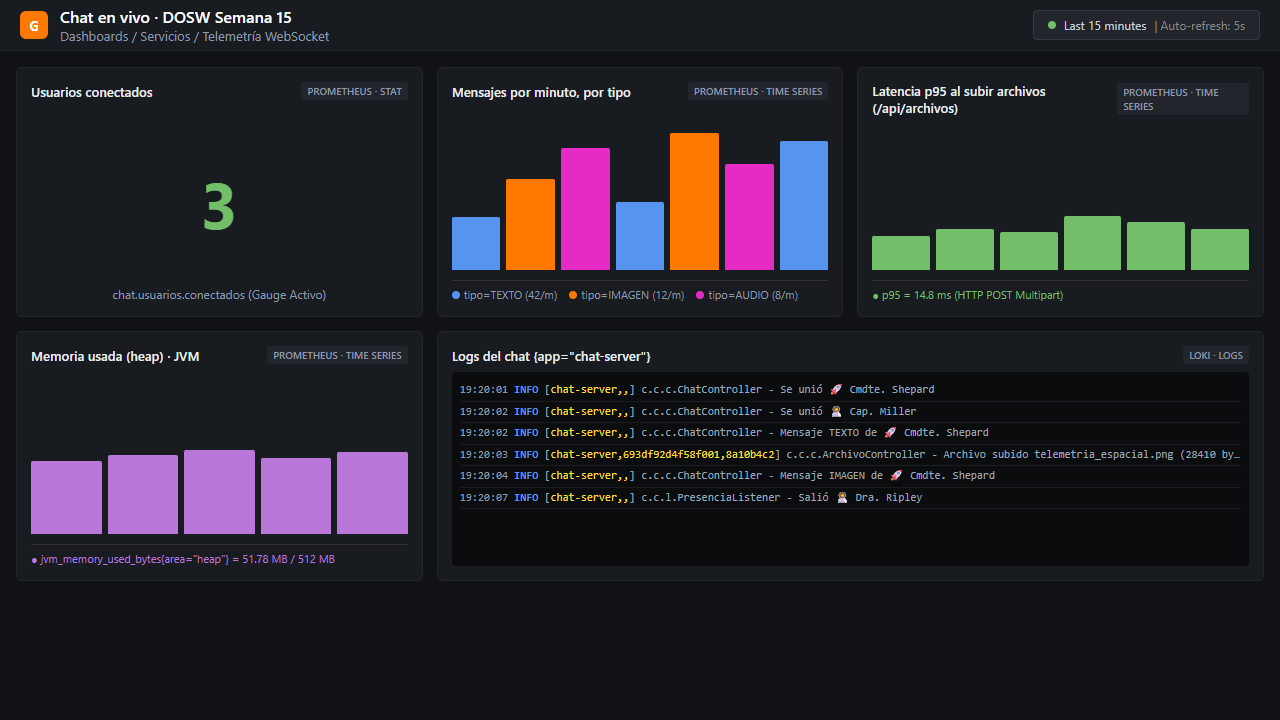 G
Chat en vivo · DOSW Semana 15
Dashboards / Servicios / Telemetría WebSocket
Last 15 minutes | Auto-refresh: 5s
Usuarios conectados
PROMETHEUS · STAT
3
chat.usuarios.conectados (Gauge Activo)
Mensajes por minuto, por tipo
PROMETHEUS · TIME SERIES
tipo=TEXTO (42/m) tipo=IMAGEN (12/m) tipo=AUDIO (8/m)
Latencia p95 al subir archivos
(/api/archivos)
PROMETHEUS · TIME
SERIES
● p95 = 14.8 ms (HTTP POST Multipart)
Memoria usada (heap) · JVM
PROMETHEUS · TIME SERIES
● jvm_memory_used_bytes{area="heap"} = 51.78 MB / 512 MB
Logs del chat {app="chat-server"}
LOKI · LOGS
19:20:01 INFO [chat-server,,] c.c.c.ChatController - Se unió 🚀 Cmdte. Shepard
19:20:02 INFO [chat-server,,] c.c.c.ChatController - Se unió 👨‍🚀 Cap. Miller
19:20:02 INFO [chat-server,,] c.c.c.ChatController - Mensaje TEXTO de 🚀 Cmdte. Shepard
19:20:03 INFO [chat-server,693df92d4f58f001,8a10b4c2] c.c.c.ArchivoController - Archivo subido telemetria_espacial.png (28410 by…
19:20:04 INFO [chat-server,,] c.c.c.ChatController - Mensaje IMAGEN de 🚀 Cmdte. Shepard
19:20:07 INFO [chat-server,,] c.c.l.PresenciaListener - Salió 👩‍🚀 Dra. Ripley